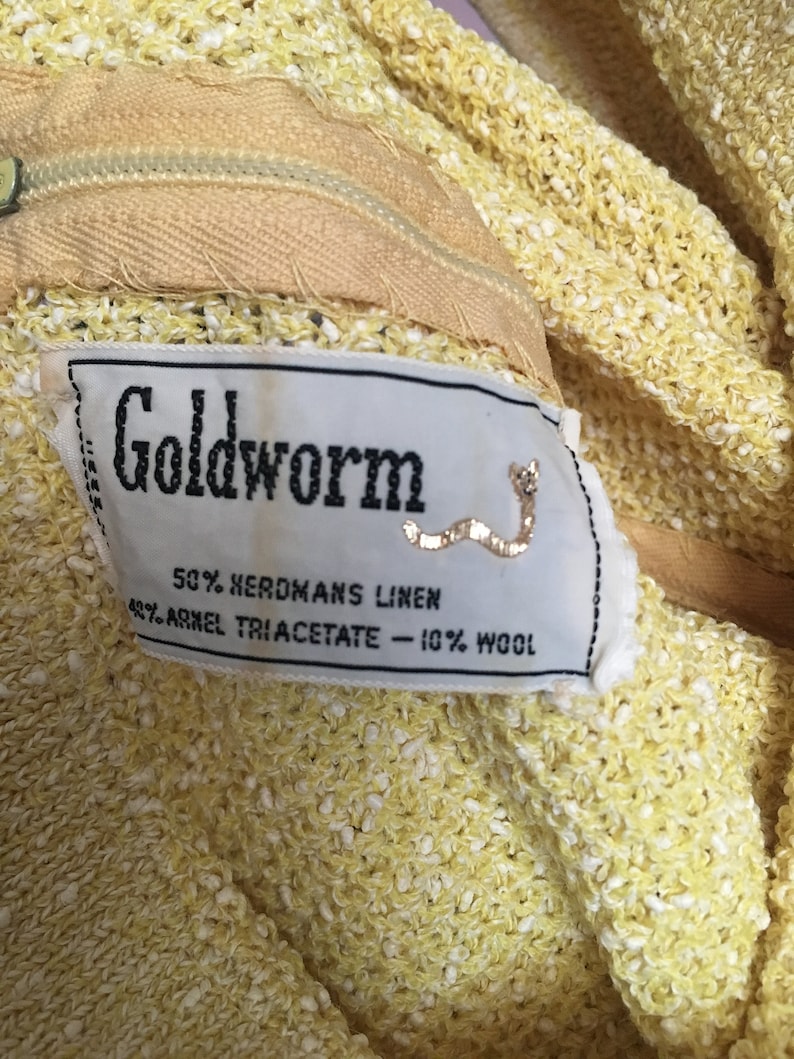 Goldworm
50% HERDMANS LINEN
40% ARNEL TRIACETATE — 10% WOOL